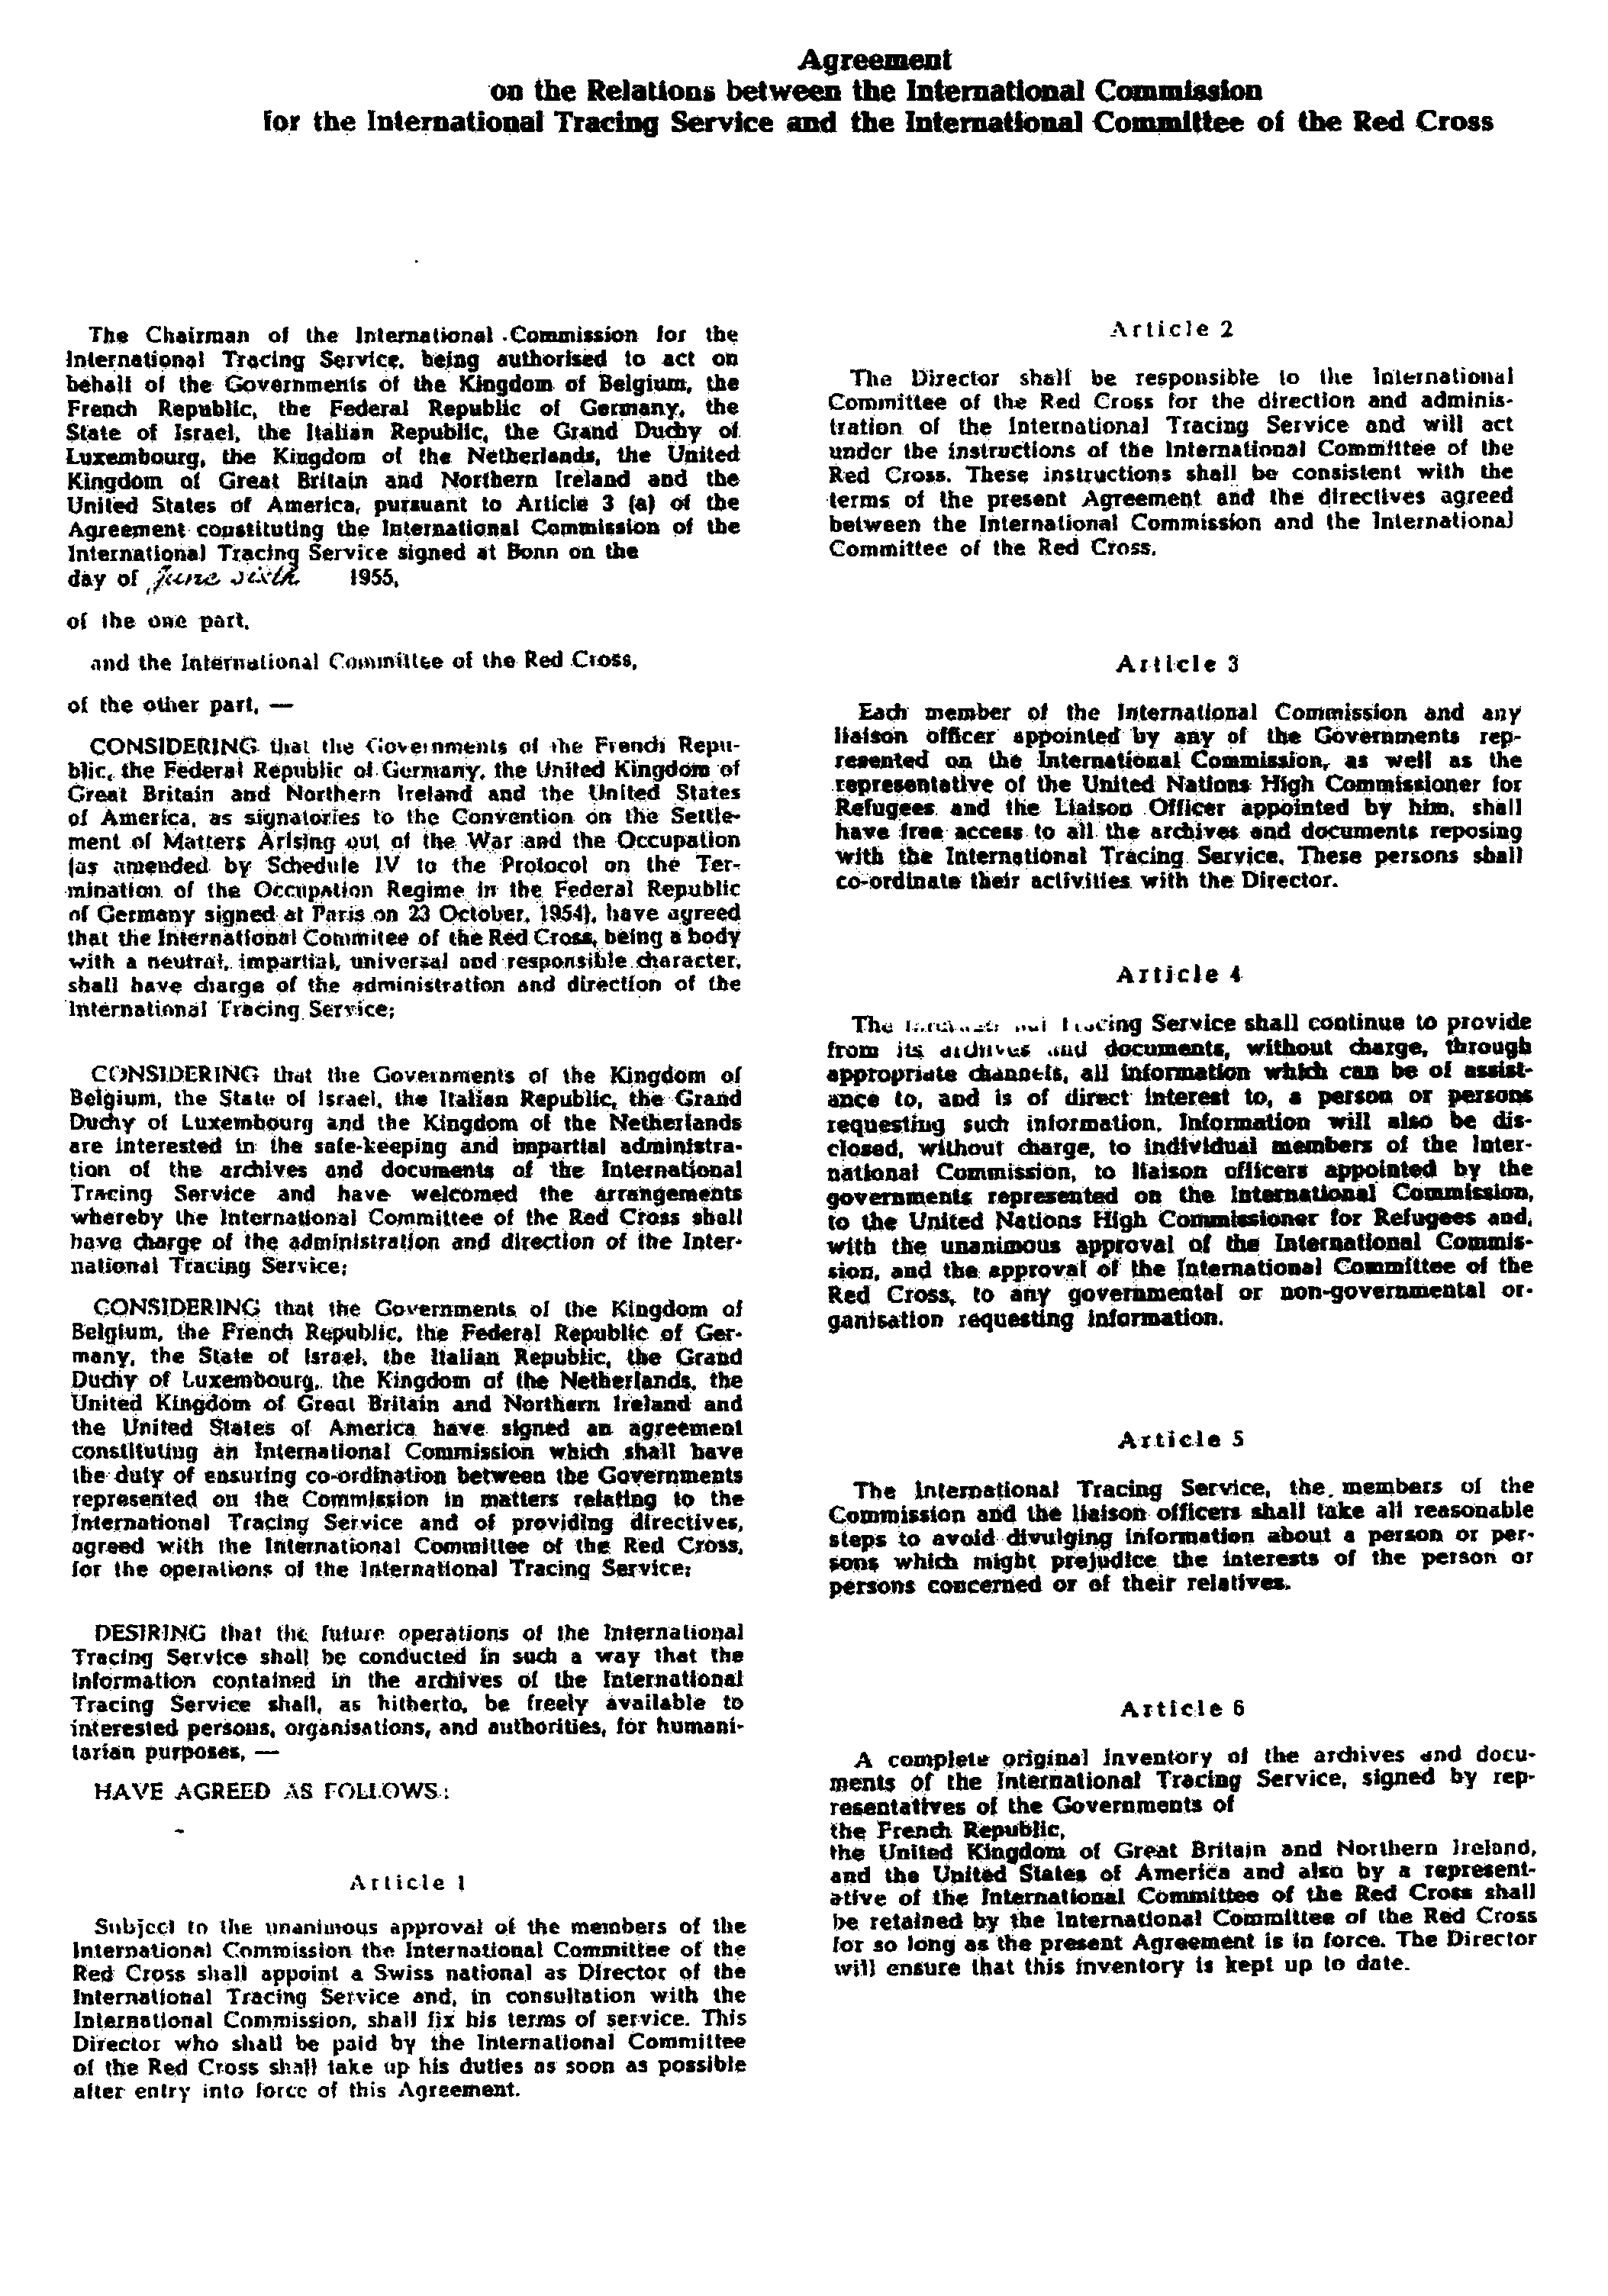 Agreement
on the Relations between the International Commission
for the International Tracing Service and the International Committee of the Red Cross
The Chairman of the International Commission for the
International Tracing Service, being authorised to act on
behalf of the Governments of the Kingdom of Belgium, the
French Republic, the Federal Republic of Germany, the
State of Israel, the Italian Republic, the Grand Duchy of
Luxembourg, the Kingdom of the Netherlands, the United
Kingdom of Great Britain and Northern Ireland and the
United States of America, pursuant to Article 3 (a) of the
Agreement constituting the International Commission of the
International Tracing Service signed at Bonn on the
day of June sixth 1955,
of the one part,
and the International Committee of the Red Cross,
of the other part, —
CONSIDERING that the Governments of the French Repu-
blic, the Federal Republic of Germany, the United Kingdom of
Great Britain and Northern Ireland and the United States
of America, as signatories to the Convention on the Settle-
ment of Matters Arising out of the War and the Occupation
(as amended by Schedule IV to the Protocol on the Ter-
mination of the Occupation Regime in the Federal Republic
of Germany signed at Paris on 23 October, 1954), have agreed
that the International Commitee of the Red Cross, being a body
with a neutral, impartial, universal and responsible character,
shall have charge of the administration and direction of the
International Tracing Service;
CONSIDERING that the Governments of the Kingdom of
Belgium, the State of Israel, the Italian Republic, the Grand
Duchy of Luxembourg and the Kingdom of the Netherlands
are interested in the safe-keeping and impartial administra-
tion of the archives and documents of the International
Tracing Service and have welcomed the arrangements
whereby the International Committee of the Red Cross shall
have charge of the administration and direction of the Inter-
national Tracing Service;
CONSIDERING that the Governments of the Kingdom of
Belgium, the French Republic, the Federal Republic of Ger-
many, the State of Israel, the Italian Republic, the Grand
Duchy of Luxembourg, the Kingdom of the Netherlands, the
United Kingdom of Great Britain and Northern Ireland and
the United States of America have signed an agreement
constituting an International Commission which shall have
the duty of ensuring co-ordination between the Governments
represented on the Commission in matters relating to the
International Tracing Service and of providing directives,
agreed with the International Committee of the Red Cross,
for the operations of the International Tracing Service;
DESIRING that the future operations of the International
Tracing Service shall be conducted in such a way that the
information contained in the archives of the International
Tracing Service shall, as hitherto, be freely available to
interested persons, organisations, and authorities, for humani-
tarian purposes, —
HAVE AGREED AS FOLLOWS:
Article 1
Subject to the unanimous approval of the members of the
International Commission the International Committee of the
Red Cross shall appoint a Swiss national as Director of the
International Tracing Service and, in consultation with the
International Commission, shall fix his terms of service. This
Director who shall be paid by the International Committee
of the Red Cross shall take up his duties as soon as possible
after entry into force of this Agreement.
Article 2
The Director shall be responsible to the International
Committee of the Red Cross for the direction and adminis-
tration of the International Tracing Service and will act
under the instructions of the International Committee of the
Red Cross. These instructions shall be consistent with the
terms of the present Agreement and the directives agreed
between the International Commission and the International
Committee of the Red Cross.
Article 3
Each member of the International Commission and any
liaison officer appointed by any of the Governments rep-
resented on the International Commission, as well as the
representative of the United Nations High Commissioner for
Refugees and the Liaison Officer appointed by him, shall
have free access to all the archives and documents reposing
with the International Tracing Service. These persons shall
co-ordinate their activities with the Director.
Article 4
The International Tracing Service shall continue to provide
from its archives and documents, without charge, through
appropriate channels, all information which can be of assist-
ance to, and is of direct interest to, a person or persons
requesting such information. Information will also be dis-
closed, without charge, to individual members of the Inter-
national Commission, to liaison officers appointed by the
governments represented on the International Commission,
to the United Nations High Commissioner for Refugees and,
with the unanimous approval of the International Commis-
sion, and the approval of the International Committee of the
Red Cross, to any governmental or non-governmental or-
ganisation requesting information.
Article 5
The International Tracing Service, the members of the
Commission and the liaison officers shall take all reasonable
steps to avoid divulging information about a person or per-
sons which might prejudice the interests of the person or
persons concerned or of their relatives.
Article 6
A complete original inventory of the archives and docu-
ments of the International Tracing Service, signed by rep-
resentatives of the Governments of
the French Republic,
the United Kingdom of Great Britain and Northern Ireland,
and the United States of America and also by a represent-
ative of the International Committee of the Red Cross shall
be retained by the International Committee of the Red Cross
for so long as the present Agreement is in force. The Director
will ensure that this inventory is kept up to date.